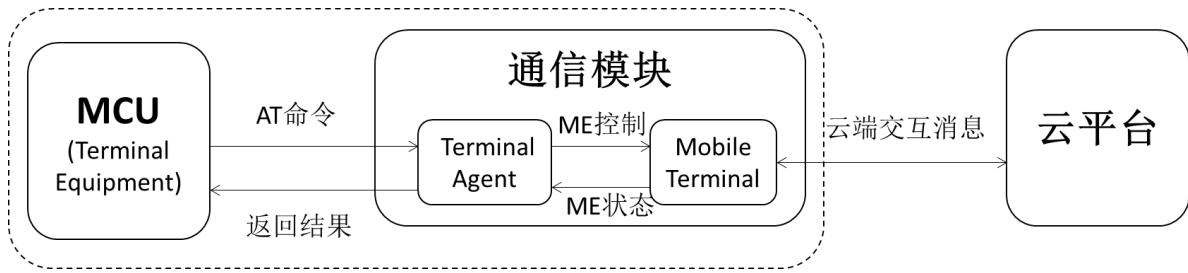 MCU
(Terminal
Equipment)
AT命令
返回结果
通信模块
Terminal
Agent
ME控制
ME状态
Mobile
Terminal
云端交互消息
云平台